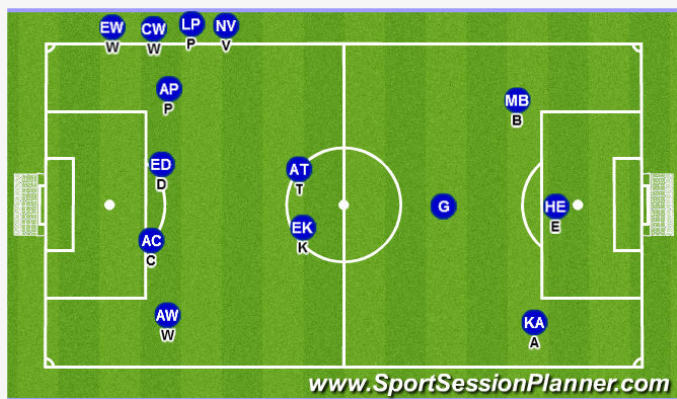 EW CW LP NV
W W P V
AP
P
MB
B
ED
D
AT
T
G
HE
E
EK
K
AC
C
AW
W
KA
A
www.SportSessionPlanner.com